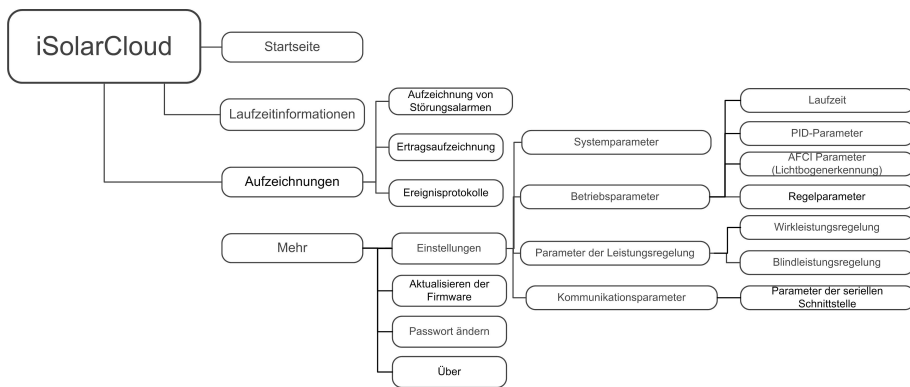 iSolarCloud
Startseite
Laufzeitinformationen
Aufzeichnungen
Aufzeichnung von
Störungsalarmen
Ertragsaufzeichnung
Ereignisprotokolle
Mehr
Einstellungen
Aktualisieren der
Firmware
Passwort ändern
Über
Systemparameter
Betriebsparameter
Parameter der Leistungsregelung
Kommunikationsparameter
Laufzeit
PID-Parameter
AFCI Parameter
(Lichtbogenerkennung)
Regelparameter
Wirkleistungsregelung
Blindleistungsregelung
Parameter der seriellen
Schnittstelle